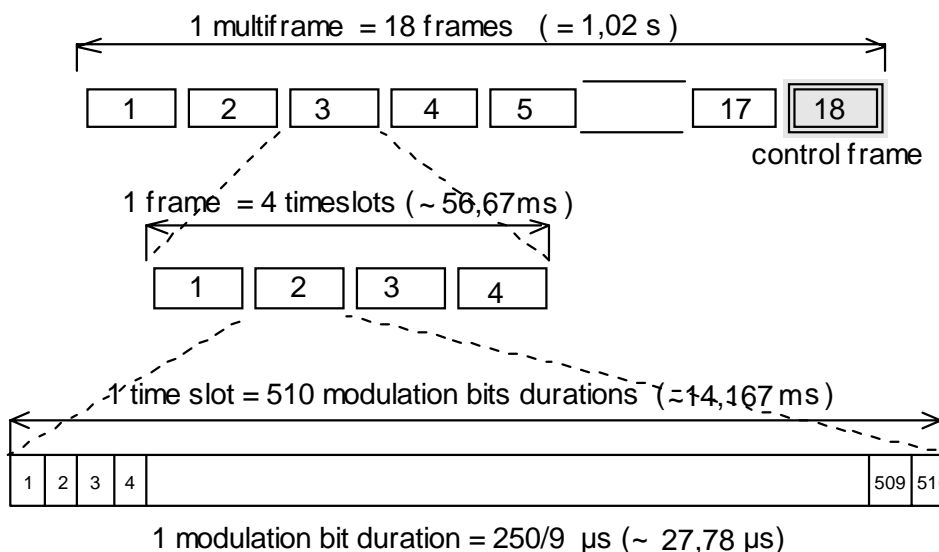 1 multiframe = 18 frames ( = 1,02 s )
1 2 3 4 5 17 18
control frame
1 frame = 4 timeslots ( ~ 56,67ms )
1 2 3 4
1 time slot = 510 modulation bits durations (~14,167 ms)
1 2 3 4 509 51
1 modulation bit duration = 250/9 µs (~ 27,78 µs)